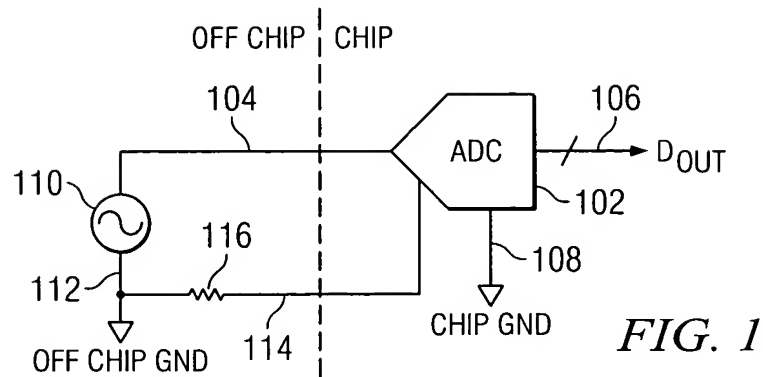 OFF CHIP
CHIP
104
106
ADC
D_OUT
110
102
116
108
112
114
CHIP GND
OFF CHIP GND
FIG. 1